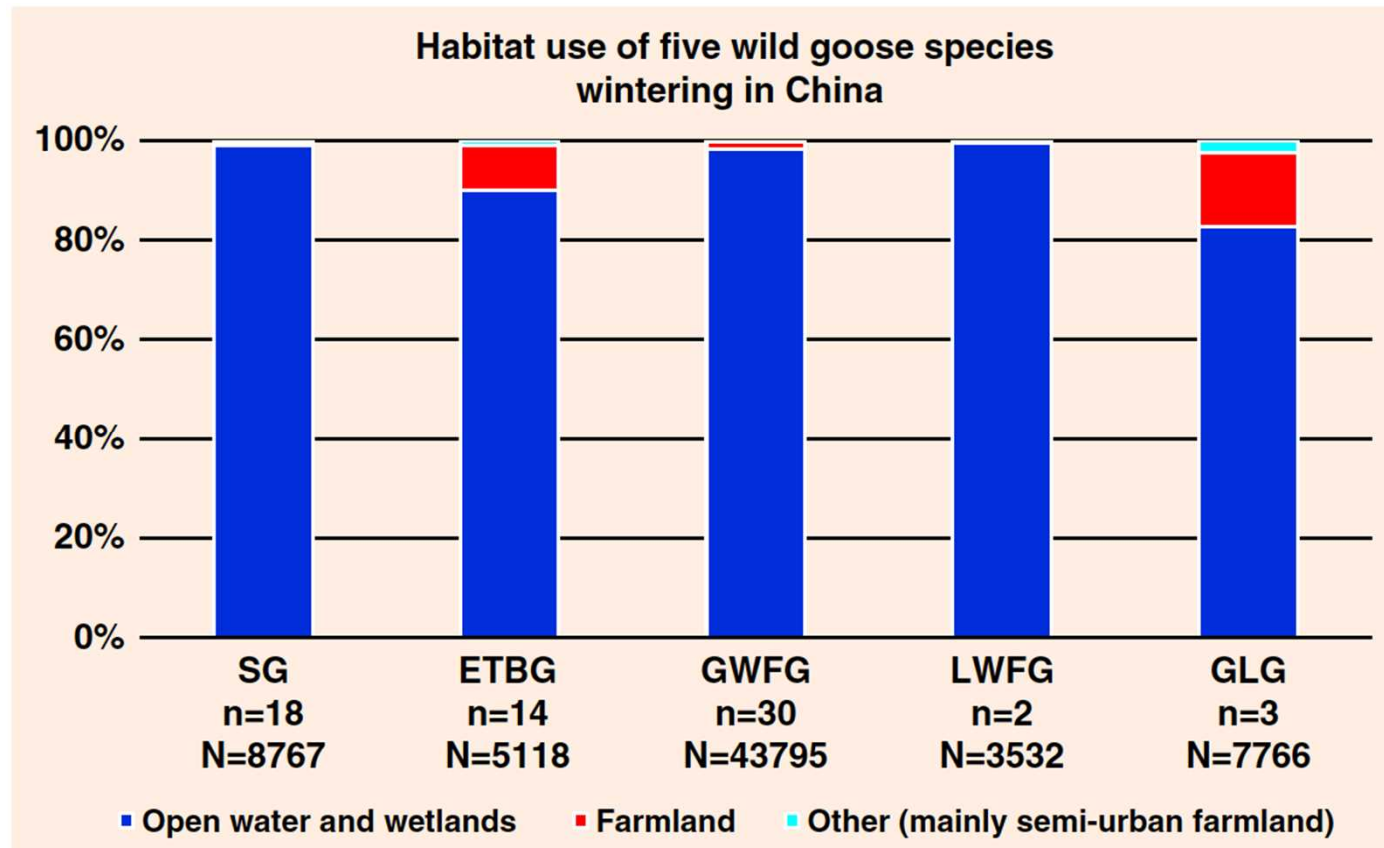 Habitat use of five wild goose species
wintering in China
100%
80%
60%
40%
20%
0%
SG ETBG GWFG LWFG GLG
n=18 n=14 n=30 n=2 n=3
N=8767 N=5118 N=43795 N=3532 N=7766
Open water and wetlands Farmland Other (mainly semi-urban farmland)